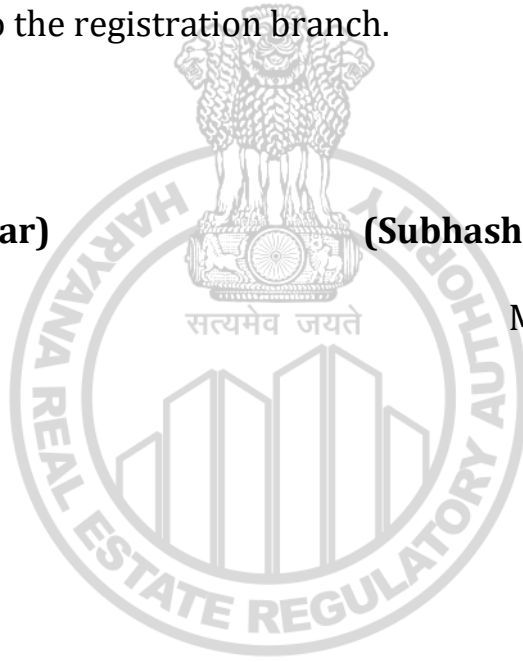 o the registration branch.
ar) (Subhash
M
सत्यमेव जयते
HARYANA REAL ESTATE REGULATORY AUTHORITY